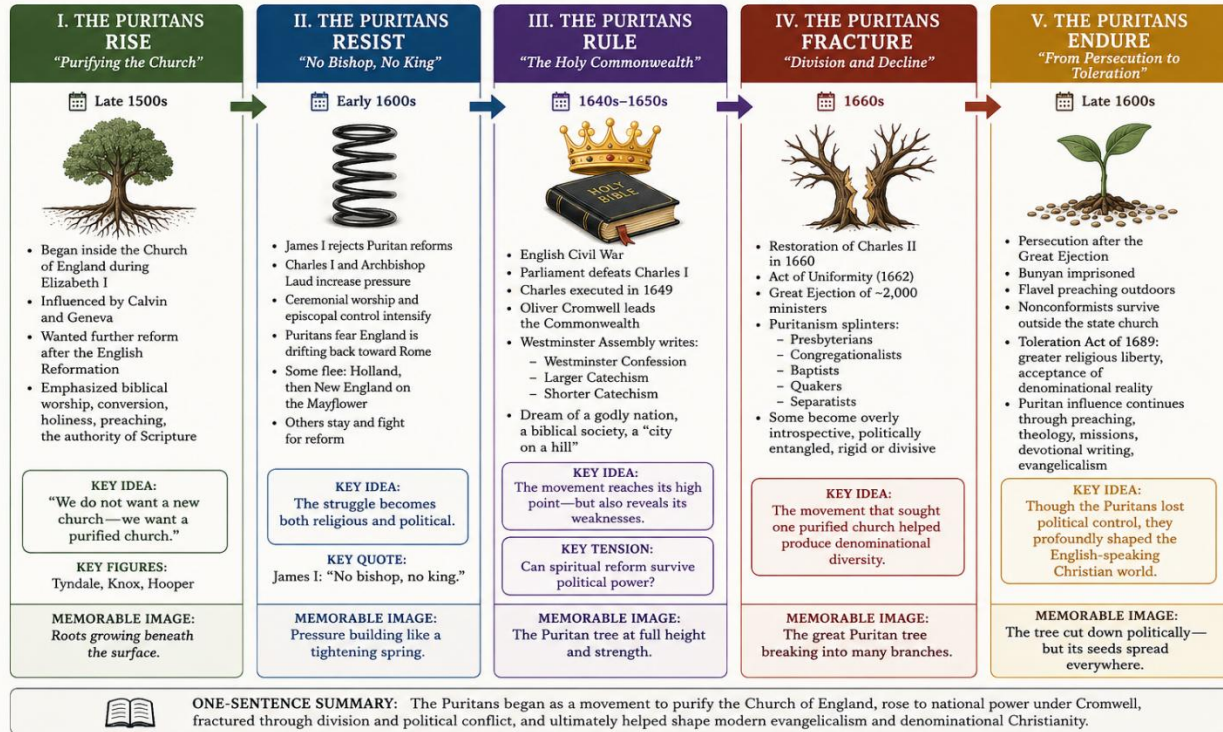 I. THE PURITANS
RISE
“Purifying the Church”
Late 1500s
• Began inside the Church
of England during
Elizabeth I
• Influenced by Calvin
and Geneva
• Wanted further reform
after the English
Reformation
• Emphasized biblical
worship, conversion,
holiness, preaching,
the authority of Scripture
KEY IDEA:
“We do not want a new
church—we want a
purified church.”
KEY FIGURES:
Tyndale, Knox, Hooper
MEMORABLE IMAGE:
Roots growing beneath
the surface.
II. THE PURITANS
RESIST
“No Bishop, No King”
Early 1600s
• James I rejects Puritan reforms
• Charles I and Archbishop
Laud increase pressure
• Ceremonial worship and
episcopal control intensify
• Puritans fear England is
drifting back toward Rome
• Some flee: Holland,
then New England on
the Mayflower
• Others stay and fight
for reform
KEY IDEA:
The struggle becomes
both religious and political.
KEY QUOTE:
James I: “No bishop, no king.”
MEMORABLE IMAGE:
Pressure building like a
tightening spring.
III. THE PURITANS
RULE
“The Holy Commonwealth”
1640s–1650s
HOLY
BIBLE
• English Civil War
• Parliament defeats Charles I
• Charles executed in 1649
• Oliver Cromwell leads
the Commonwealth
• Westminster Assembly writes:
– Westminster Confession
– Larger Catechism
– Shorter Catechism
• Dream of a godly nation,
a biblical society, a “city
on a hill”
KEY IDEA:
The movement reaches its high
point—but also reveals its
weaknesses.
KEY TENSION:
Can spiritual reform survive
political power?
MEMORABLE IMAGE:
The Puritan tree at full height
and strength.
IV. THE PURITANS
FRACTURE
“Division and Decline”
1660s
• Restoration of Charles II
in 1660
• Act of Uniformity (1662)
• Great Ejection of ~2,000
ministers
• Puritanism splinters:
– Presbyterians
– Congregationalists
– Baptists
– Quakers
– Separatists
• Some become overly
introspective, politically
entangled, rigid or divisive
KEY IDEA:
The movement that sought
one purified church helped
produce denominational
diversity.
MEMORABLE IMAGE:
The great Puritan tree
breaking into many branches.
V. THE PURITANS
ENDURE
“From Persecution to
Toleration”
Late 1600s
• Persecution after the
Great Ejection
• Bunyan imprisoned
• Flavel preaching outdoors
• Nonconformists survive
outside the state church
• Toleration Act of 1689:
greater religious liberty,
acceptance of
denominational reality
• Puritan influence continues
through preaching,
theology, missions,
devotional writing,
evangelicalism
KEY IDEA:
Though the Puritans lost
political control, they
profoundly shaped the
English-speaking
Christian world.
MEMORABLE IMAGE:
The tree cut down politically—
but its seeds spread
everywhere.
ONE-SENTENCE SUMMARY: The Puritans began as a movement to purify the Church of England, rose to national power under Cromwell,
fractured through division and political conflict, and ultimately helped shape modern evangelicalism and denominational Christianity.